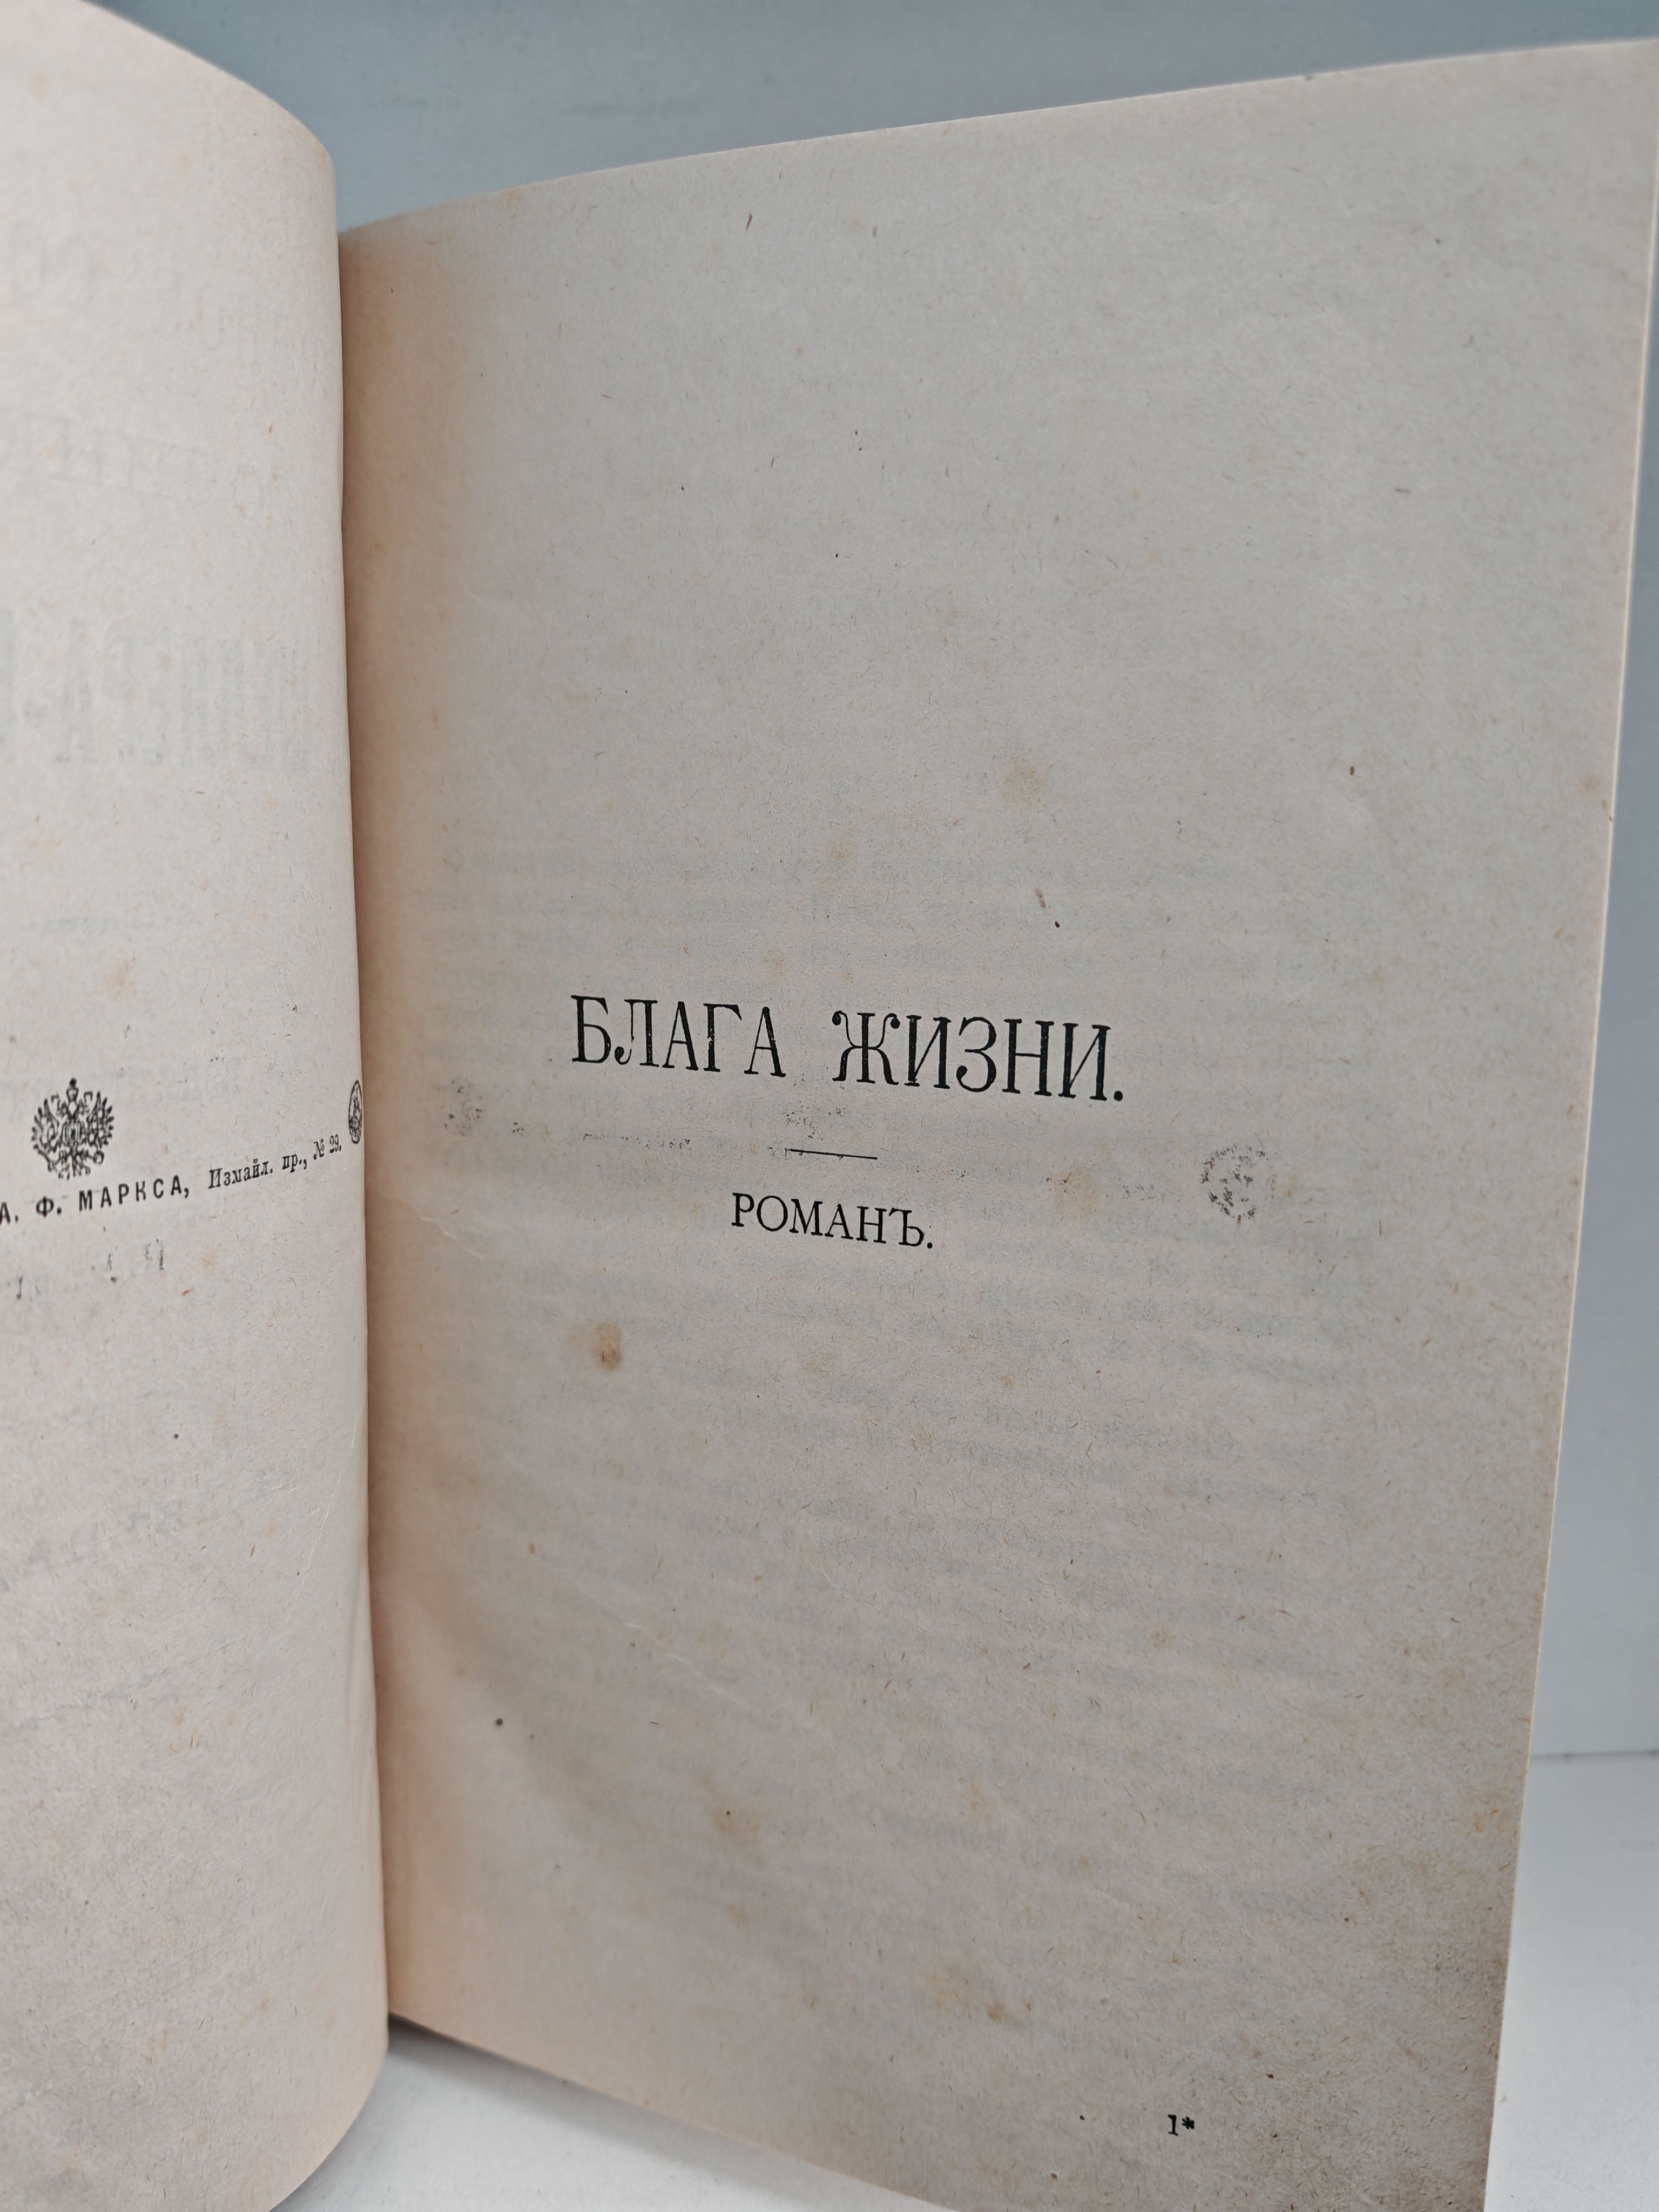 А. Ф. МАРКСА, Измайл. пр., № 29.
БЛАГА ЖИЗНИ.
РОМАНЪ.
1*